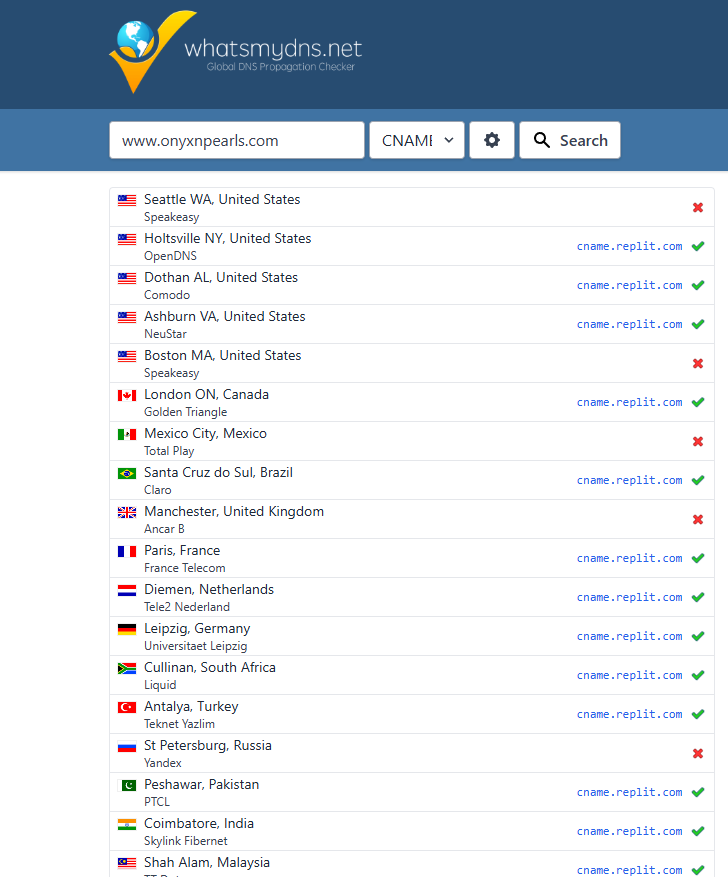 whatsmydns.net
Global DNS Propagation Checker
www.onyxnpearls.com CNAME Search
Seattle WA, United States
Speakeasy
Holtsville NY, United States
OpenDNS
cname.replit.com
Dothan AL, United States
Comodo
cname.replit.com
Ashburn VA, United States
NeuStar
cname.replit.com
Boston MA, United States
Speakeasy
London ON, Canada
Golden Triangle
cname.replit.com
Mexico City, Mexico
Total Play
Santa Cruz do Sul, Brazil
Claro
cname.replit.com
Manchester, United Kingdom
Ancar B
Paris, France
France Telecom
cname.replit.com
Diemen, Netherlands
Tele2 Nederland
cname.replit.com
Leipzig, Germany
Universitaet Leipzig
cname.replit.com
Cullinan, South Africa
Liquid
cname.replit.com
Antalya, Turkey
Teknet Yazlim
cname.replit.com
St Petersburg, Russia
Yandex
Peshawar, Pakistan
PTCL
cname.replit.com
Coimbatore, India
Skylink Fibernet
cname.replit.com
Shah Alam, Malaysia
cname.replit.com